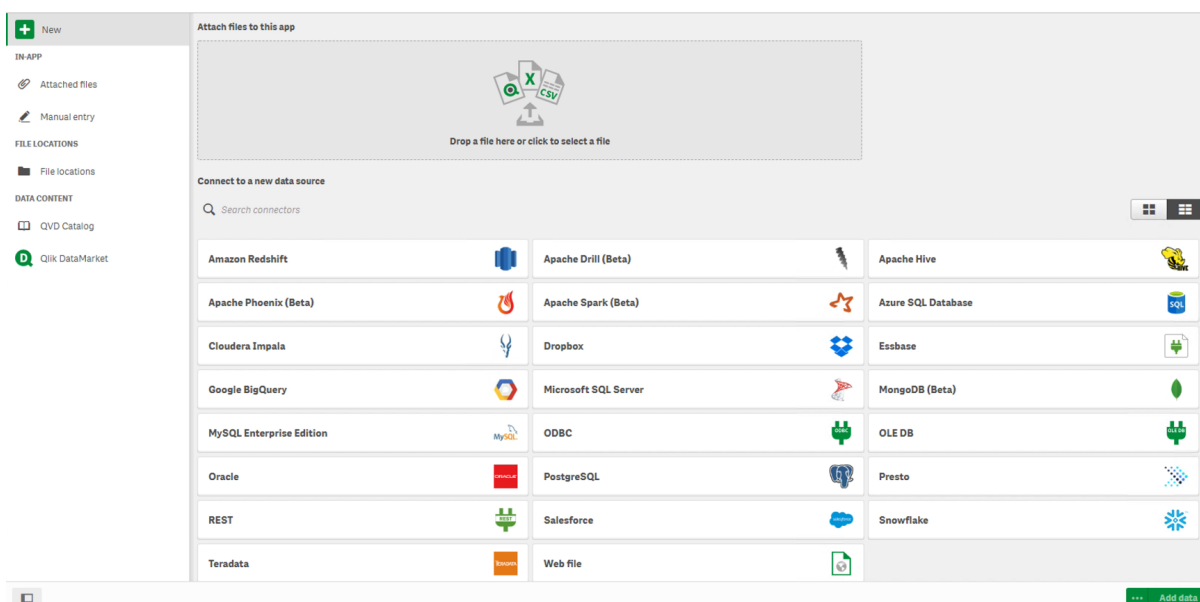 New
IN-APP
Attached files
Manual entry
FILE LOCATIONS
File locations
DATA CONTENT
QVD Catalog
Qlik DataMarket
Attach files to this app
X
CSV
Drop a file here or click to select a file
Connect to a new data source
Search connectors
Amazon Redshift
Apache Drill (Beta)
Apache Hive
HIVE
Apache Phoenix (Beta)
Apache Spark (Beta)
Azure SQL Database
SQL
Cloudera Impala
Dropbox
Essbase
Google BigQuery
Microsoft SQL Server
MongoDB (Beta)
MySQL Enterprise Edition
MySQL
ODBC
ODBC
OLE DB
OLE DB
Oracle
ORACLE
PostgreSQL
Presto
REST
REST
Salesforce
salesforce
Snowflake
Teradata
TERADATA
Web file
Add data